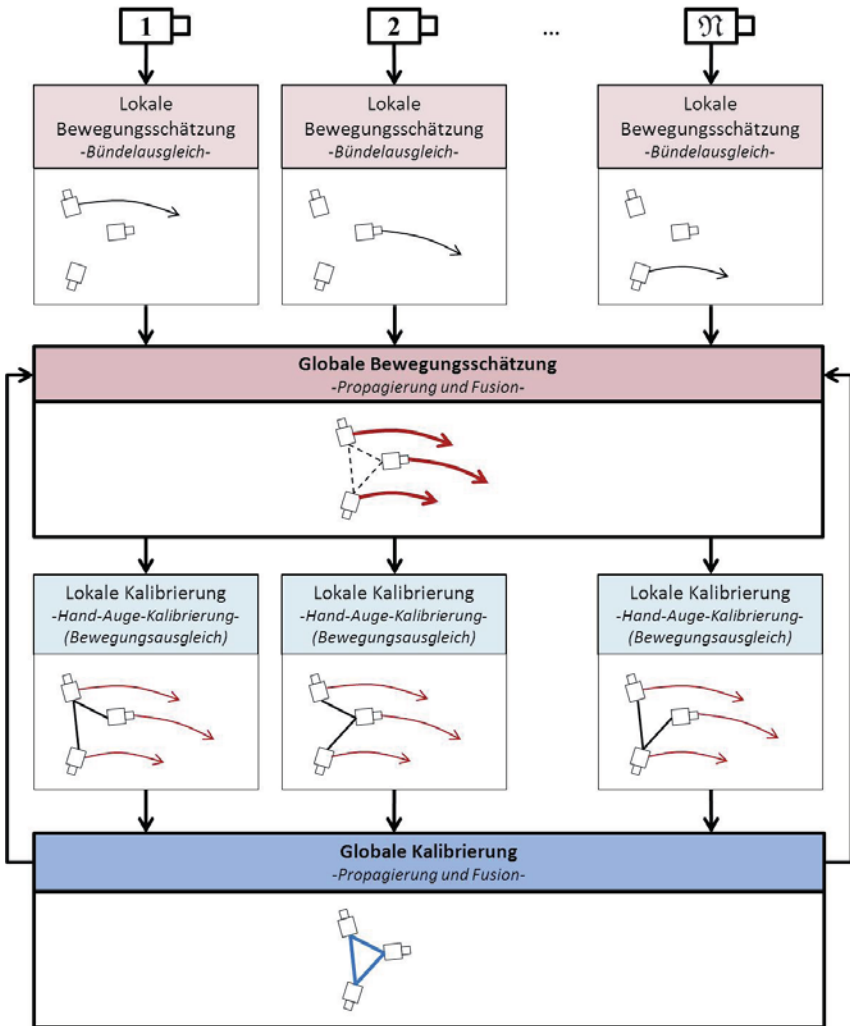 1
2
...
𝔑
Lokale
Bewegungsschätzung
-Bündelausgleich-
Lokale
Bewegungsschätzung
-Bündelausgleich-
Lokale
Bewegungsschätzung
-Bündelausgleich-
Globale Bewegungsschätzung
-Propagierung und Fusion-
Lokale Kalibrierung
-Hand-Auge-Kalibrierung-
(Bewegungsausgleich)
Lokale Kalibrierung
-Hand-Auge-Kalibrierung-
(Bewegungsausgleich)
Lokale Kalibrierung
-Hand-Auge-Kalibrierung-
(Bewegungsausgleich)
Globale Kalibrierung
-Propagierung und Fusion-